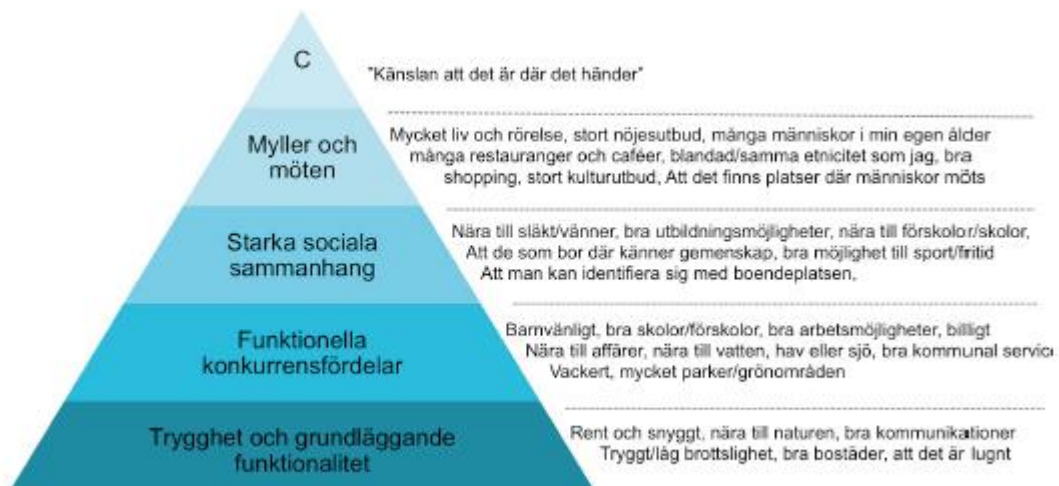 C
"Känslan att det är där det händer"
Myller och
möten
Mycket liv och rörelse, stort nöjesutbud, många människor i min egen ålder
många restauranger och caféer, blandad/samma etnicitet som jag, bra
shopping, stort kulturutbud, Att det finns platser där människor möts
Starka sociala
sammanhang
Nära till släkt/vänner, bra utbildningsmöjligheter, nära till förskolor/skolor,
Att de som bor där känner gemenskap, bra möjlighet till sport/fritid
Att man kan identifiera sig med boendeplatsen,
Funktionella
konkurrensfördelar
Barnvänligt, bra skolor/förskolor, bra arbetsmöjligheter, billigt
Nära till affärer, nära till vatten, hav eller sjö, bra kommunal service
Vackert, mycket parker/grönområden
Trygghet och grundläggande
funktionalitet
Rent och snyggt, nära till naturen, bra kommunikationer
Tryggt/låg brottslighet, bra bostäder, att det är lugnt